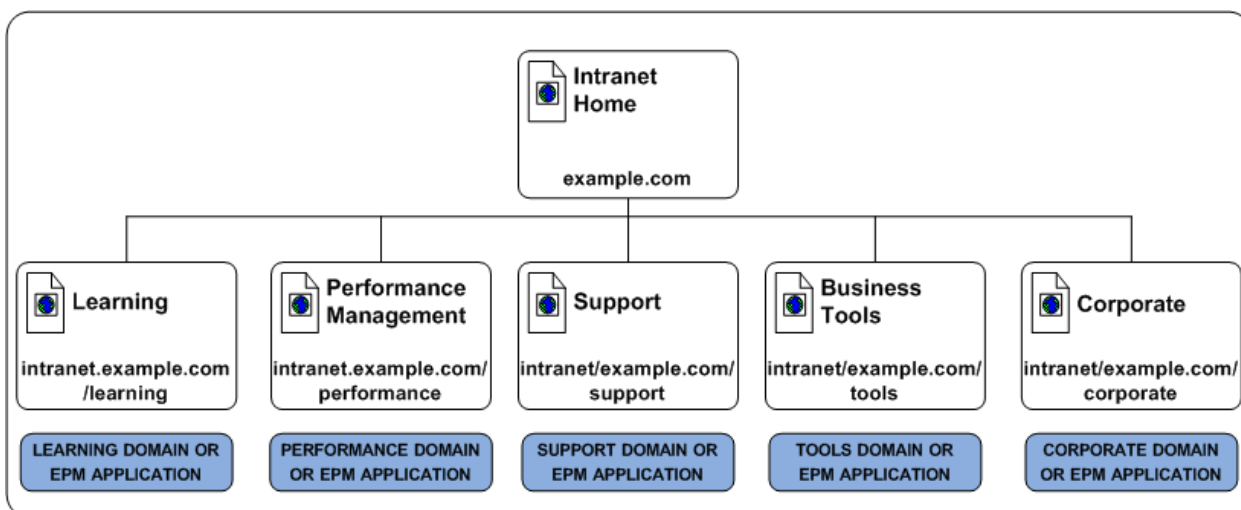 Intranet
Home
example.com
Learning
intranet.example.com
/learning
Performance
Management
intranet.example.com/
performance
Support
intranet/example.com/
support
Business
Tools
intranet/example.com/
tools
Corporate
intranet/example.com/
corporate
LEARNING DOMAIN OR
EPM APPLICATION
PERFORMANCE DOMAIN
OR EPM APPLICATION
SUPPORT DOMAIN OR
EPM APPLICATION
TOOLS DOMAIN OR
EPM APPLICATION
CORPORATE DOMAIN
OR EPM APPLICATION